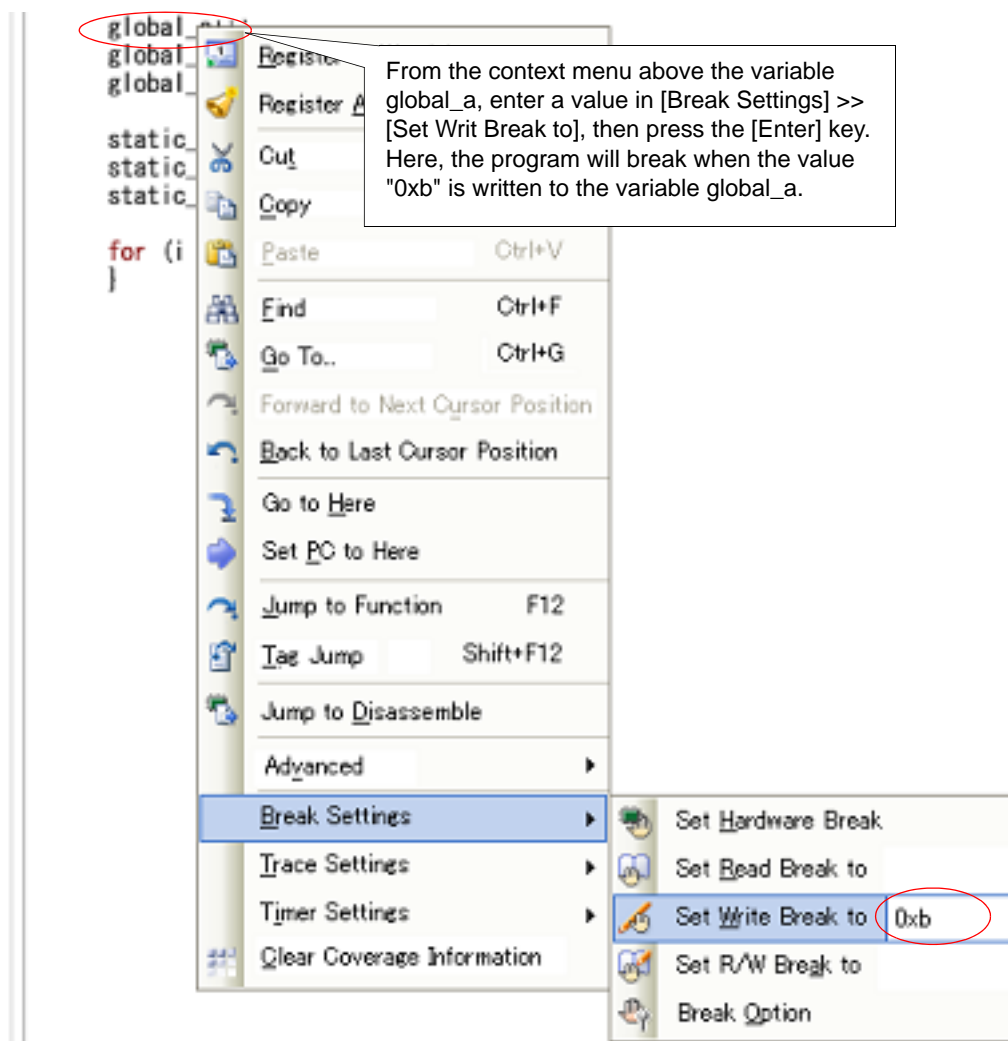 global_a++;
global_
global_
static_
static_
static_
for (i
}
From the context menu above the variable
global_a, enter a value in [Break Settings] >>
[Set Writ Break to], then press the [Enter] key.
Here, the program will break when the value
"0xb" is written to the variable global_a.
Register
Register A
Cut
Copy
Paste Ctrl+V
Find Ctrl+F
Go To.. Ctrl+G
Forward to Next Cursor Position
Back to Last Cursor Position
Go to Here
Set PC to Here
Jump to Function F12
Tag Jump Shift+F12
Jump to Disassemble
Advanced
Break Settings
Trace Settings
Timer Settings
Clear Coverage Information
Set Hardware Break
Set Read Break to
Set Write Break to 0xb
Set R/W Break to
Break Option